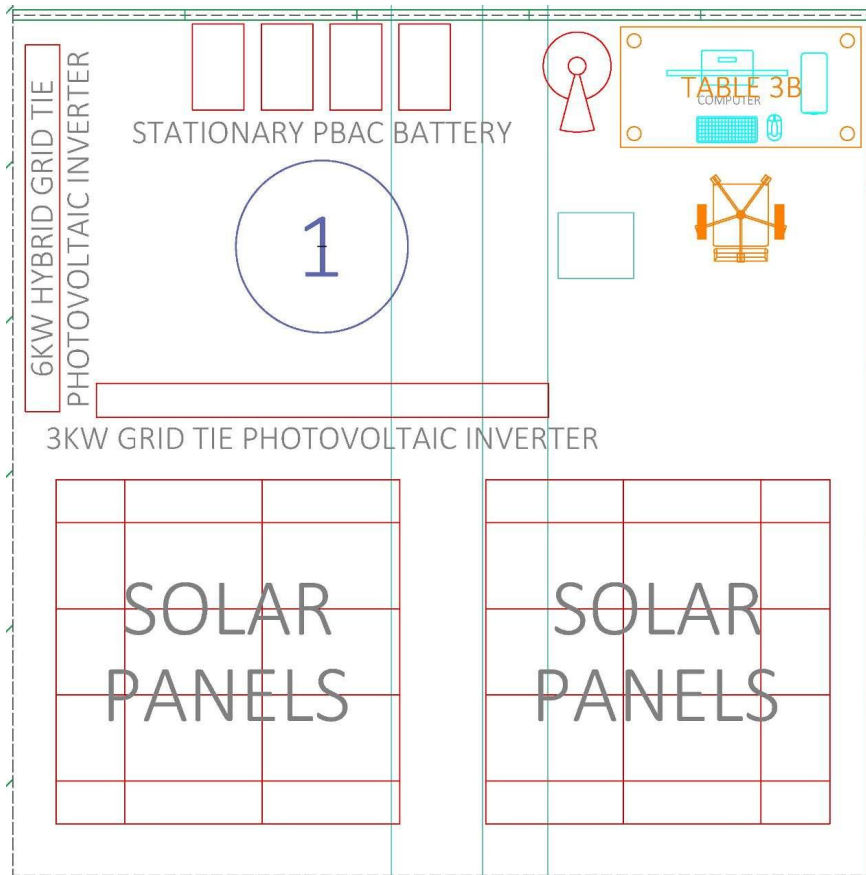 6KW HYBRID GRID TIE
PHOTOVOLTAIC INVERTER
STATIONARY PBAC BATTERY
TABLE 3B
COMPUTER
1
3KW GRID TIE PHOTOVOLTAIC INVERTER
SOLAR
PANELS
SOLAR
PANELS